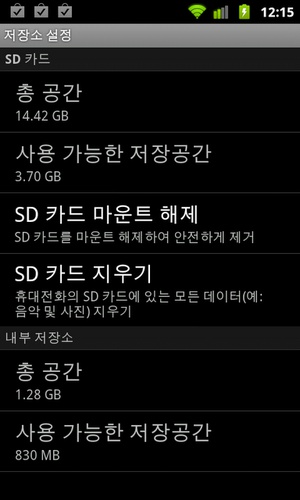 12:15
저장소 설정
SD 카드
총 공간
14.42 GB
사용 가능한 저장공간
3.70 GB
SD 카드 마운트 해제
SD 카드를 마운트 해제하여 안전하게 제거
SD 카드 지우기
휴대전화의 SD 카드에 있는 모든 데이터(예:
음악 및 사진) 지우기
내부 저장소
총 공간
1.28 GB
사용 가능한 저장공간
830 MB